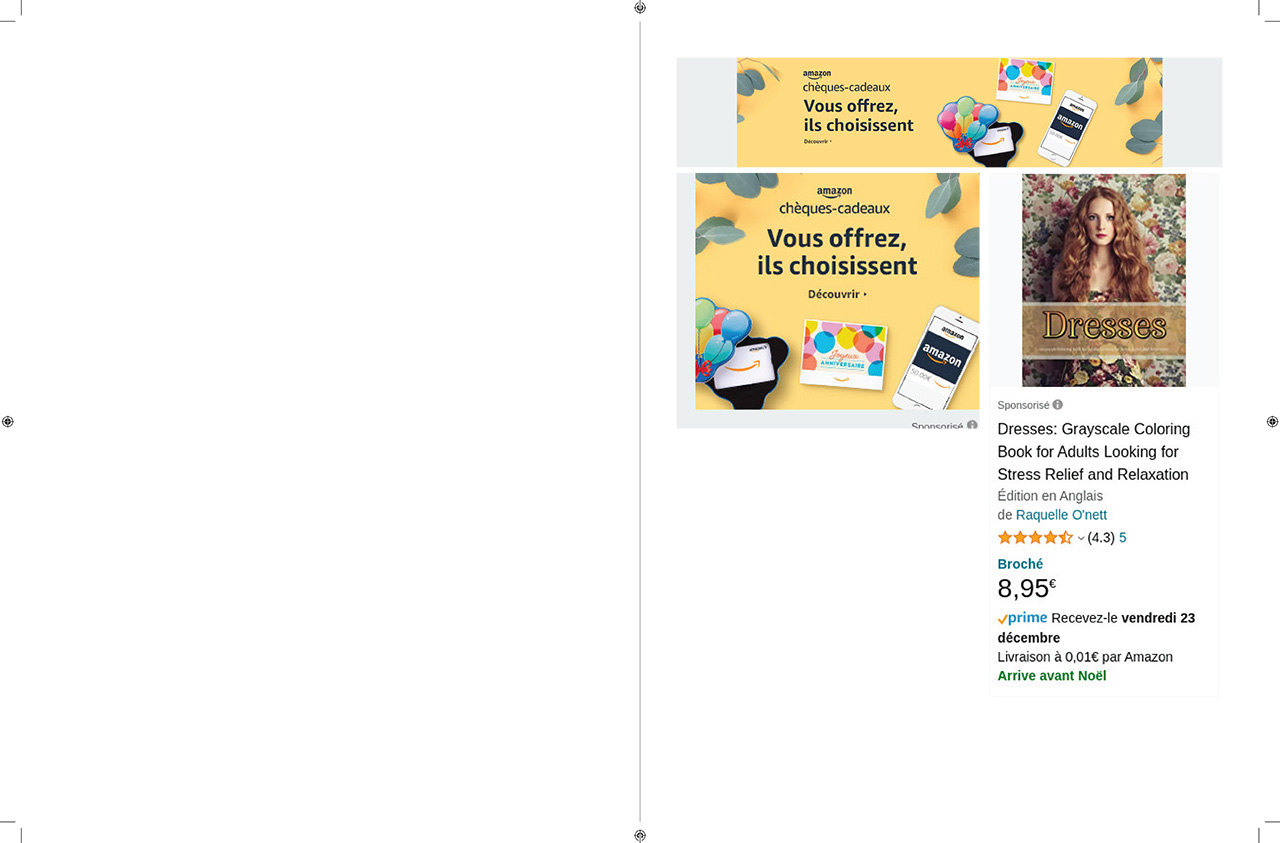 amazon
chèques-cadeaux
Vous offrez,
ils choisissent
Découvrir
ANNIVERSAIRE
amazon
amazon
50,00€
amazon
chèques-cadeaux
Vous offrez,
ils choisissent
Découvrir
Joyeux
ANNIVERSAIRE
amazon
amazon
50,00€
Sponsorisé
Dresses
Sponsorisé
Dresses: Grayscale Coloring
Book for Adults Looking for
Stress Relief and Relaxation
Édition en Anglais
de Raquelle O'nett
(4.3) 5
Broché
8,95€
prime Recevez-le vendredi 23
décembre
Livraison à 0,01€ par Amazon
Arrive avant Noël